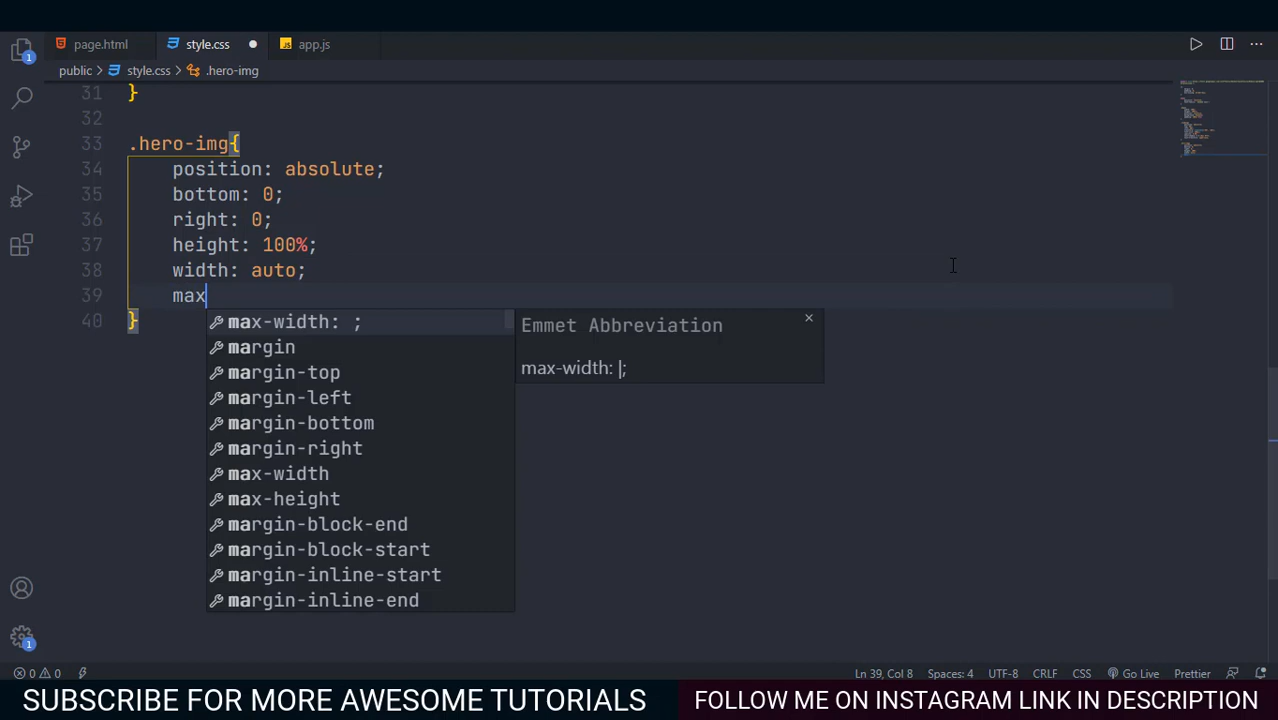 page.html
style.css
app.js
public > style.css > .hero-img
31 }
32
33 .hero-img{
34 position: absolute;
35 bottom: 0;
36 right: 0;
37 height: 100%;
38 width: auto;
39 max
40 }
max-width: ;
margin
margin-top
margin-left
margin-bottom
margin-right
max-width
max-height
margin-block-end
margin-block-start
margin-inline-start
margin-inline-end
Emmet Abbreviation
max-width: |;
1
1
0 0
Ln 39, Col 8 Spaces: 4 UTF-8 CRLF CSS Go Live Prettier
SUBSCRIBE FOR MORE AWESOME TUTORIALS
FOLLOW ME ON INSTAGRAM LINK IN DESCRIPTION